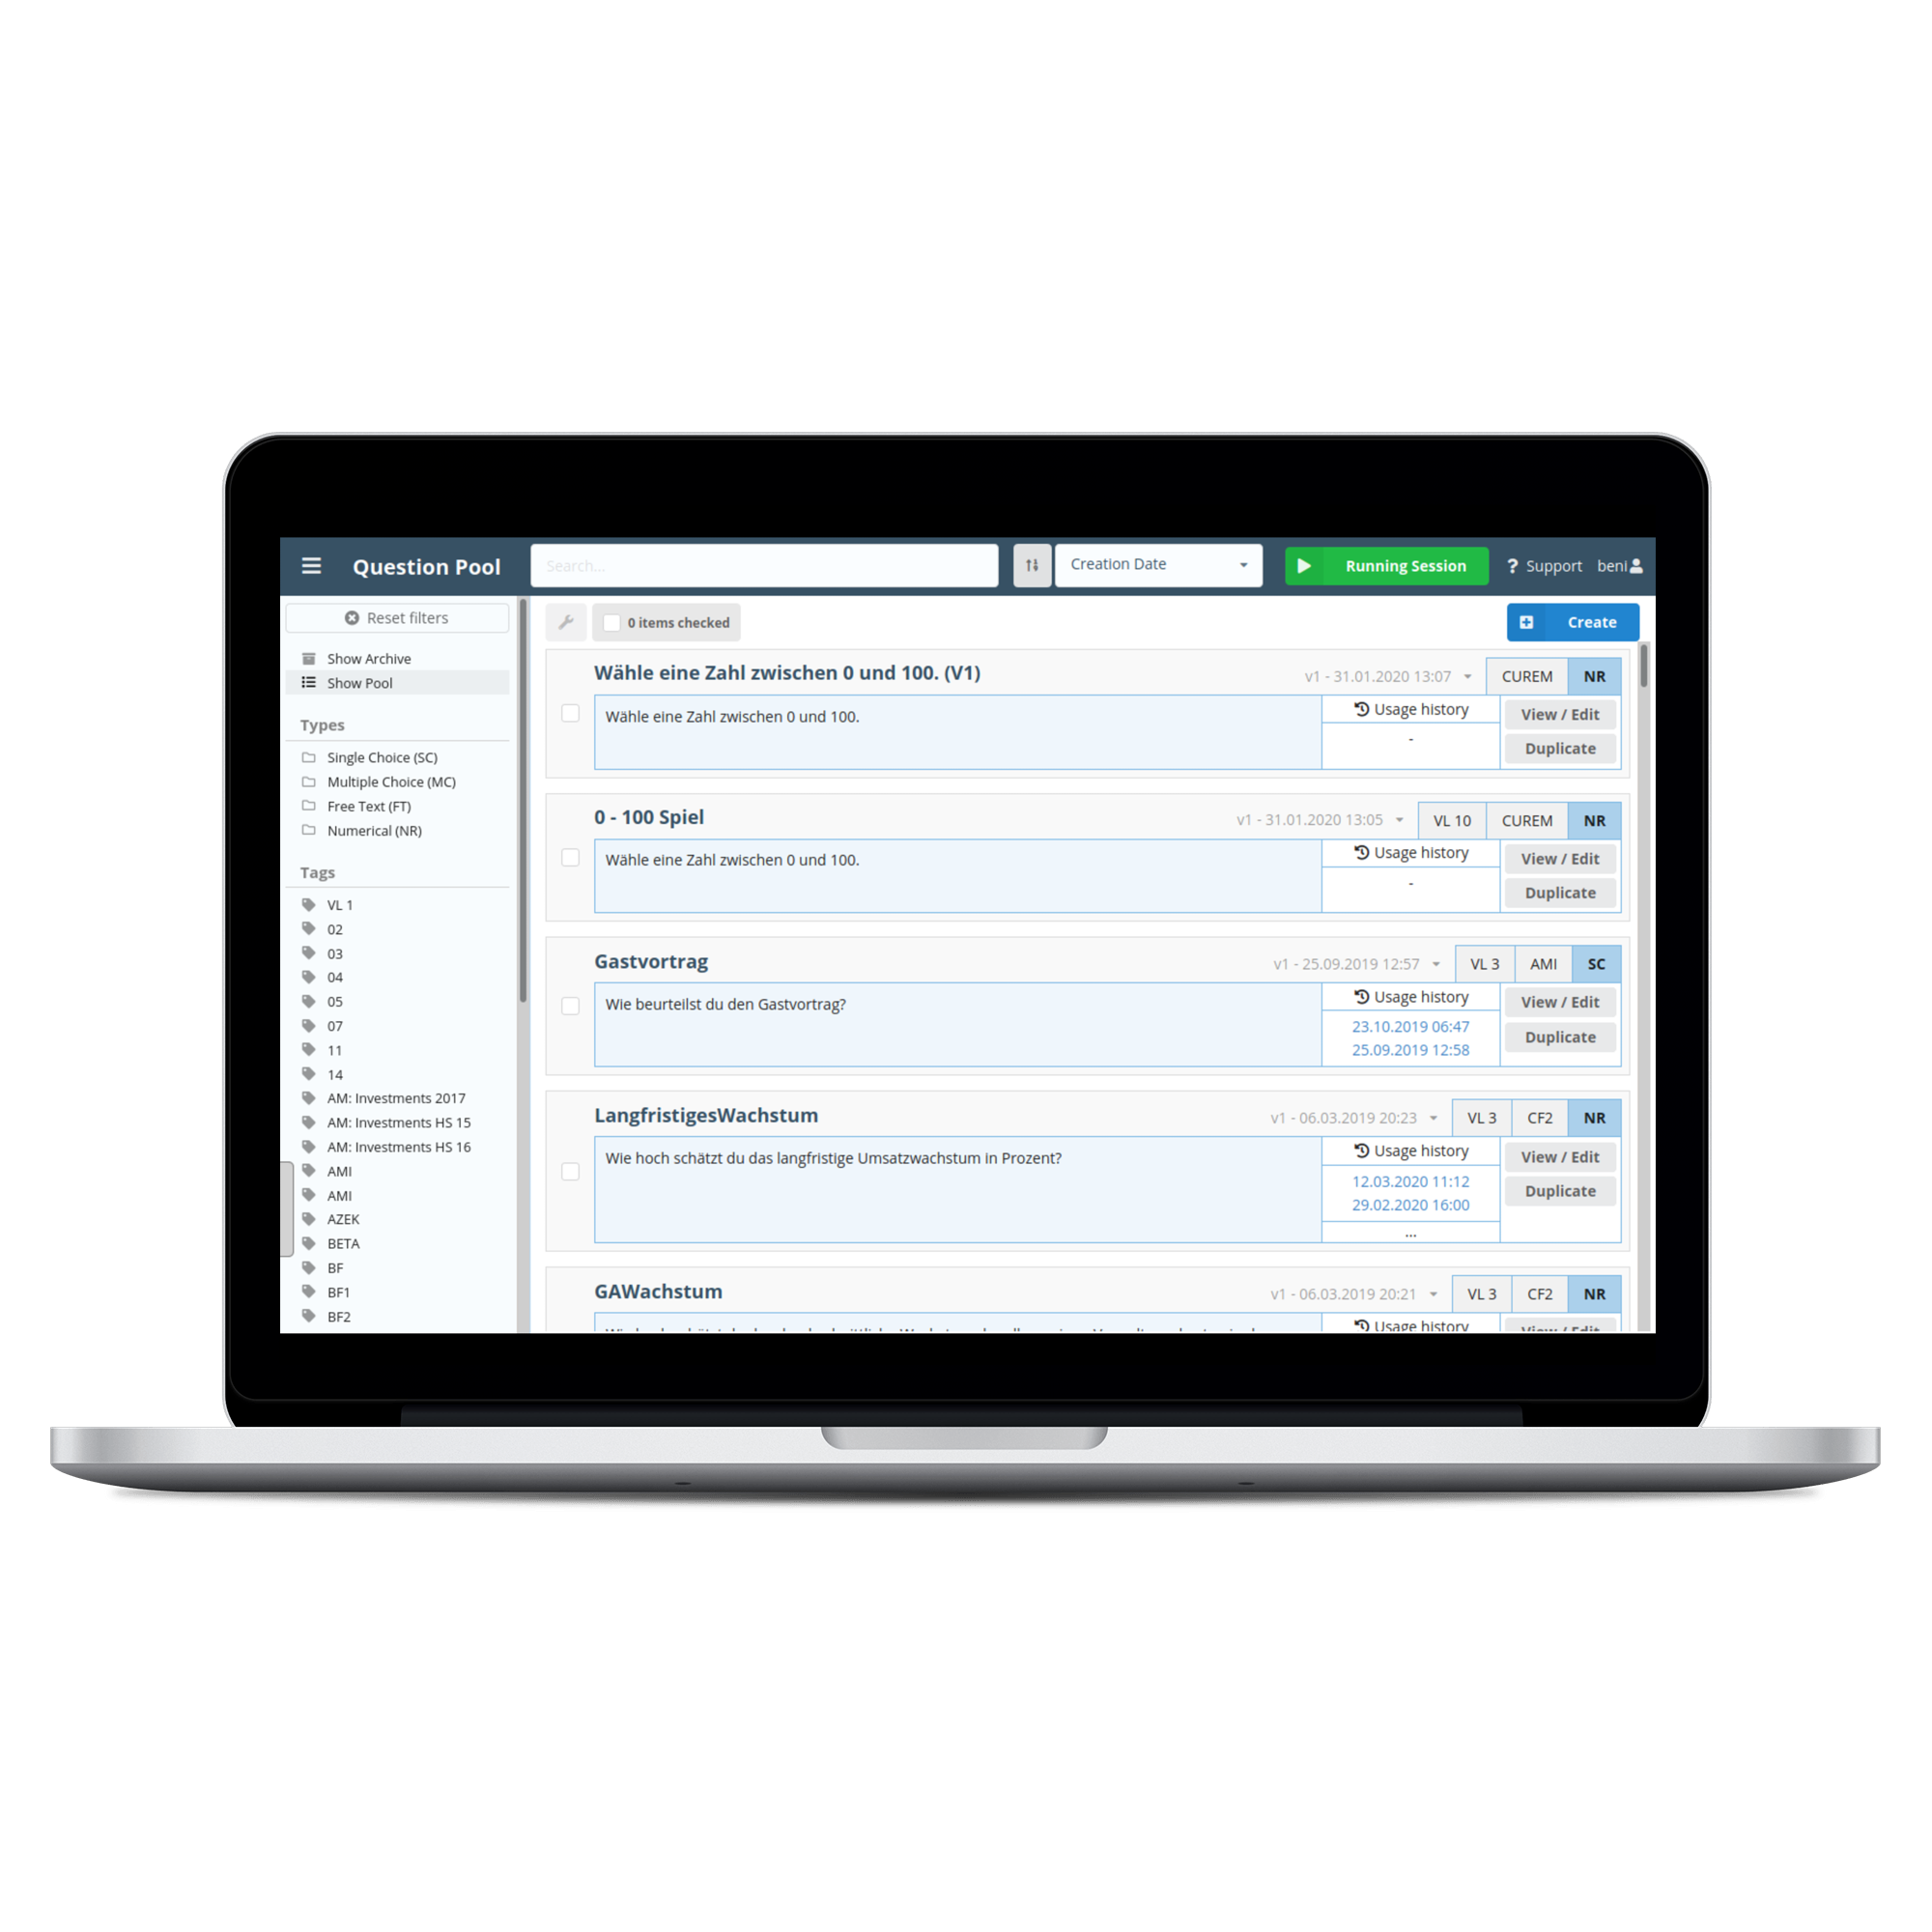 Question Pool
Search...
Creation Date
Running Session
? Support
beni
Reset filters
Show Archive
Show Pool
Types
Single Choice (SC)
Multiple Choice (MC)
Free Text (FT)
Numerical (NR)
Tags
VL 1
02
03
04
05
07
11
14
AM: Investments 2017
AM: Investments HS 15
AM: Investments HS 16
AMI
AMI
AZEK
BETA
BF
BF1
BF2
0 items checked
Create
Wähle eine Zahl zwischen 0 und 100. (V1)
v1 - 31.01.2020 13:07
CUREM
NR
Wähle eine Zahl zwischen 0 und 100.
Usage history
-
View / Edit
Duplicate
0 - 100 Spiel
v1 - 31.01.2020 13:05
VL 10
CUREM
NR
Wähle eine Zahl zwischen 0 und 100.
Usage history
-
View / Edit
Duplicate
Gastvortrag
v1 - 25.09.2019 12:57
VL 3
AMI
SC
Wie beurteilst du den Gastvortrag?
Usage history
23.10.2019 06:47
25.09.2019 12:58
View / Edit
Duplicate
LangfristigesWachstum
v1 - 06.03.2019 20:23
VL 3
CF2
NR
Wie hoch schätzt du das langfristige Umsatzwachstum in Prozent?
Usage history
12.03.2020 11:12
29.02.2020 16:00
...
View / Edit
Duplicate
GAWachstum
v1 - 06.03.2019 20:21
VL 3
CF2
NR
Usage history
View / Edit